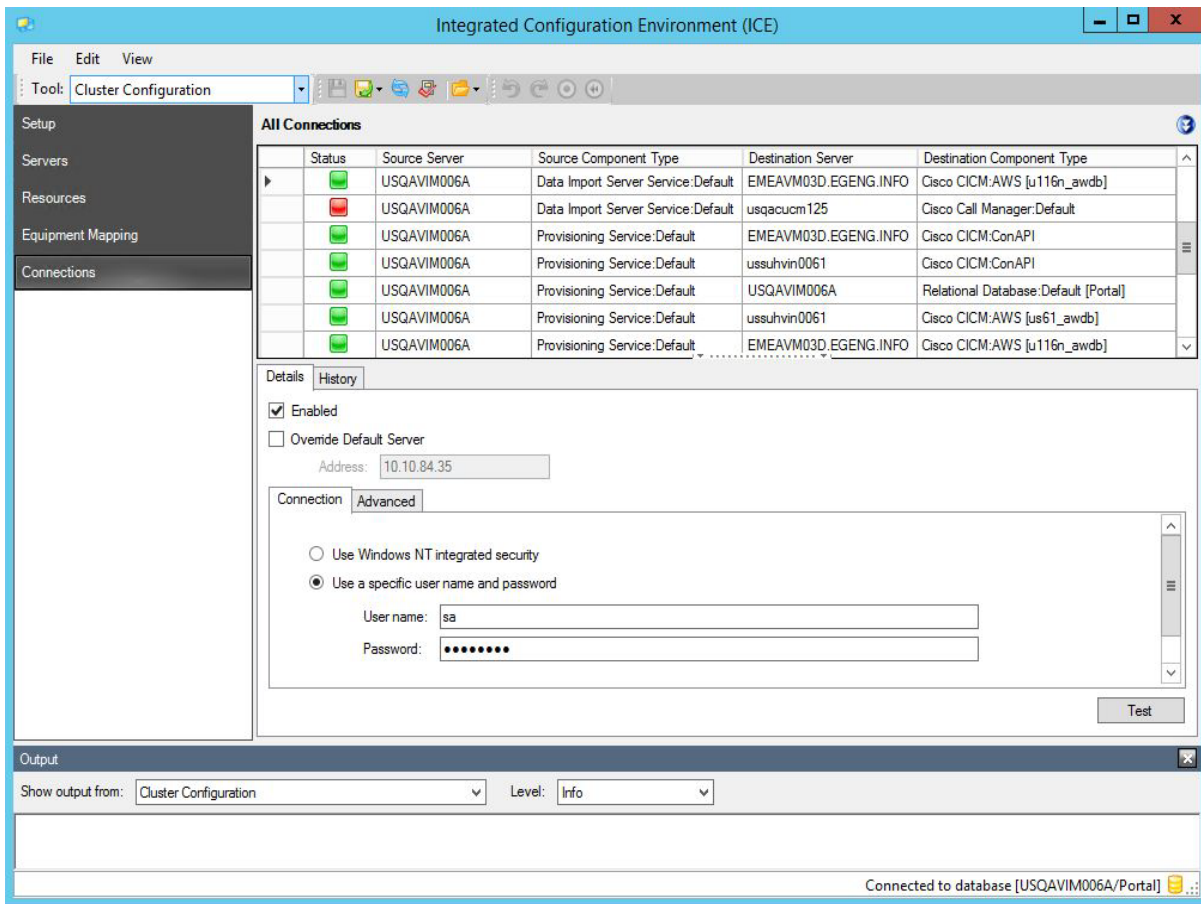 Integrated Configuration Environment (ICE)
File Edit View
Tool: Cluster Configuration
Setup
Servers
Resources
Equipment Mapping
Connections
All Connections
Status Source Server Source Component Type Destination Server Destination Component Type
USQAVIM006A Data Import Server Service:Default EMEAVM03D.EGENG.INFO Cisco CICM:AWS [u116n_awdb]
USQAVIM006A Data Import Server Service:Default usqacucm125 Cisco Call Manager:Default
USQAVIM006A Provisioning Service:Default EMEAVM03D.EGENG.INFO Cisco CICM:ConAPI
USQAVIM006A Provisioning Service:Default ussuhvin0061 Cisco CICM:ConAPI
USQAVIM006A Provisioning Service:Default USQAVIM006A Relational Database:Default [Portal]
USQAVIM006A Provisioning Service:Default ussuhvin0061 Cisco CICM:AWS [us61_awdb]
USQAVIM006A Provisioning Service:Default EMEAVM03D.EGENG.INFO Cisco CICM:AWS [u116n_awdb]
Details History
Enabled
Override Default Server
Address: 10.10.84.35
Connection Advanced
Use Windows NT integrated security
Use a specific user name and password
User name: sa
Password: ••••••••
Test
Output
Show output from: Cluster Configuration Level: Info
Connected to database [USQAVIM006A/Portal]